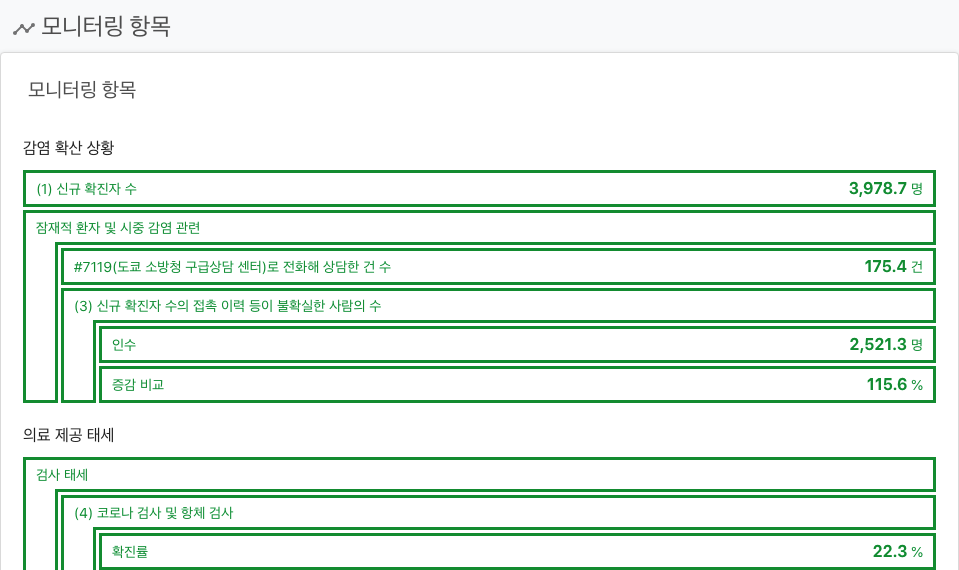 모니터링 항목
모니터링 항목
감염 확산 상황
(1) 신규 확진자 수 3,978.7 명
잠재적 환자 및 시중 감염 관련
#7119(도쿄 소방청 구급상담 센터)로 전화해 상담한 건 수 175.4 건
(3) 신규 확진자 수의 접촉 이력 등이 불확실한 사람의 수
인수 2,521.3 명
증감 비교 115.6 %
의료 제공 태세
검사 태세
(4) 코로나 검사 및 항체 검사
확진률 22.3 %